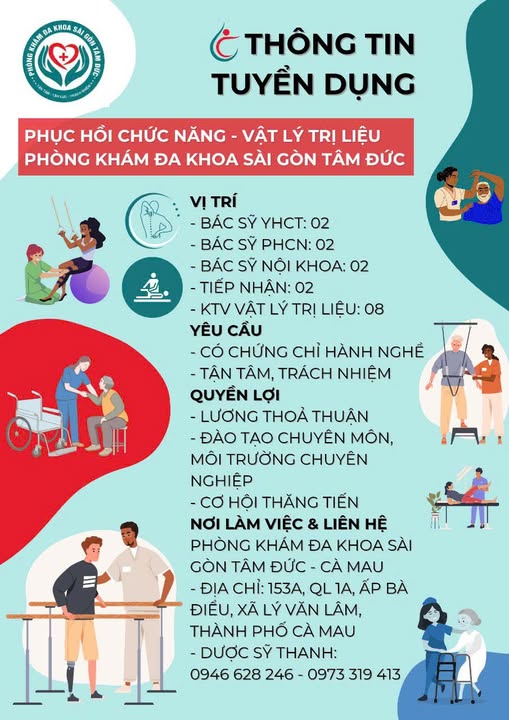 PHÒNG KHÁM ĐA KHOA SÀI GÒN TÂM ĐỨC
THÔNG TIN
TUYỂN DỤNG
PHỤC HỒI CHỨC NĂNG - VẬT LÝ TRỊ LIỆU
PHÒNG KHÁM ĐA KHOA SÀI GÒN TÂM ĐỨC
VỊ TRÍ
- BÁC SỸ YHCT: 02
- BÁC SỸ PHCN: 02
- BÁC SỸ NỘI KHOA: 02
- TIẾP NHẬN: 02
- KTV VẬT LÝ TRỊ LIỆU: 08
YÊU CẦU
- CÓ CHỨNG CHỈ HÀNH NGHỀ
- TẬN TÂM, TRÁCH NHIỆM
QUYỀN LỢI
- LƯƠNG THOẢ THUẬN
- ĐÀO TẠO CHUYÊN MÔN,
MÔI TRƯỜNG CHUYÊN
NGHIỆP
- CƠ HỘI THĂNG TIẾN
NƠI LÀM VIỆC & LIÊN HỆ
PHÒNG KHÁM ĐA KHOA SÀI
GÒN TÂM ĐỨC - CÀ MAU
- ĐỊA CHỈ: 153A, QL 1A, ẤP BÀ
ĐIỀU, XÃ LÝ VĂN LÂM,
THÀNH PHỐ CÀ MAU
- DƯỢC SỸ THANH:
0946 628 246 - 0973 319 413